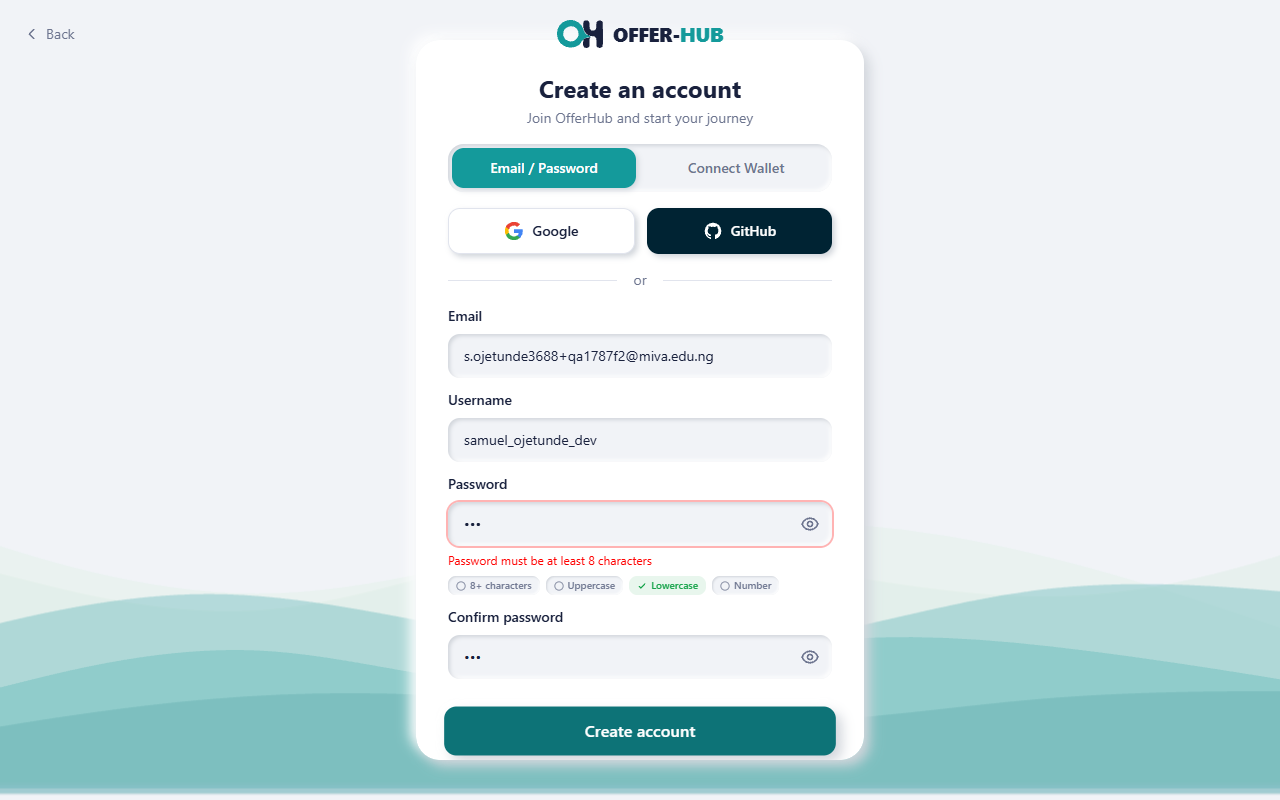 Back
OH OFFER-HUB
Create an account
Join OfferHub and start your journey
Email / Password
Connect Wallet
Google
GitHub
or
Email
s.ojetunde3688+qa1787f2@miva.edu.ng
Username
samuel_ojetunde_dev
Password
•••
Password must be at least 8 characters
8+ characters
Uppercase
Lowercase
Number
Confirm password
•••
Create account